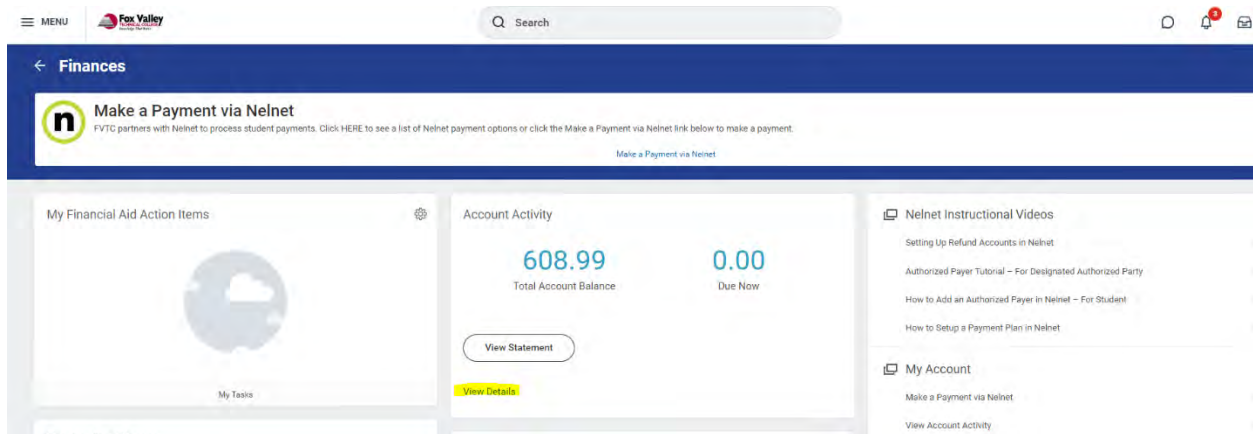 MENU
Fox Valley
TECHNICAL COLLEGE
Search
3
Finances
n
Make a Payment via Nelnet
FVTC partners with Nelnet to process student payments. Click HERE to see a list of Nelnet payment options or click the Make a Payment via Nelnet link below to make a payment.
Make a Payment via Nelnet
My Financial Aid Action Items
My Tasks
Account Activity
608.99
Total Account Balance
0.00
Due Now
View Statement
View Details
Nelnet Instructional Videos
Setting Up Refund Accounts in Nelnet
Authorized Payer Tutorial – For Designated Authorized Party
How to Add an Authorized Payer in Nelnet – For Student
How to Setup a Payment Plan in Nelnet
My Account
Make a Payment via Nelnet
View Account Activity